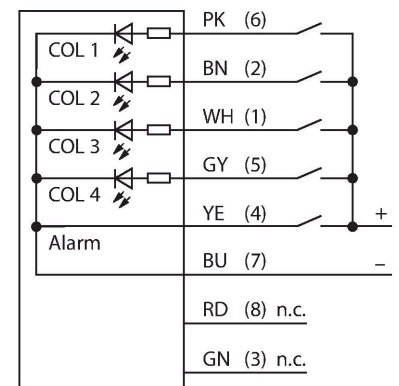 PK (6)
COL 1
BN (2)
COL 2
WH (1)
COL 3
GY (5)
COL 4
YE (4) +
Alarm
BU (7) –
RD (8) n.c.
GN (3) n.c.